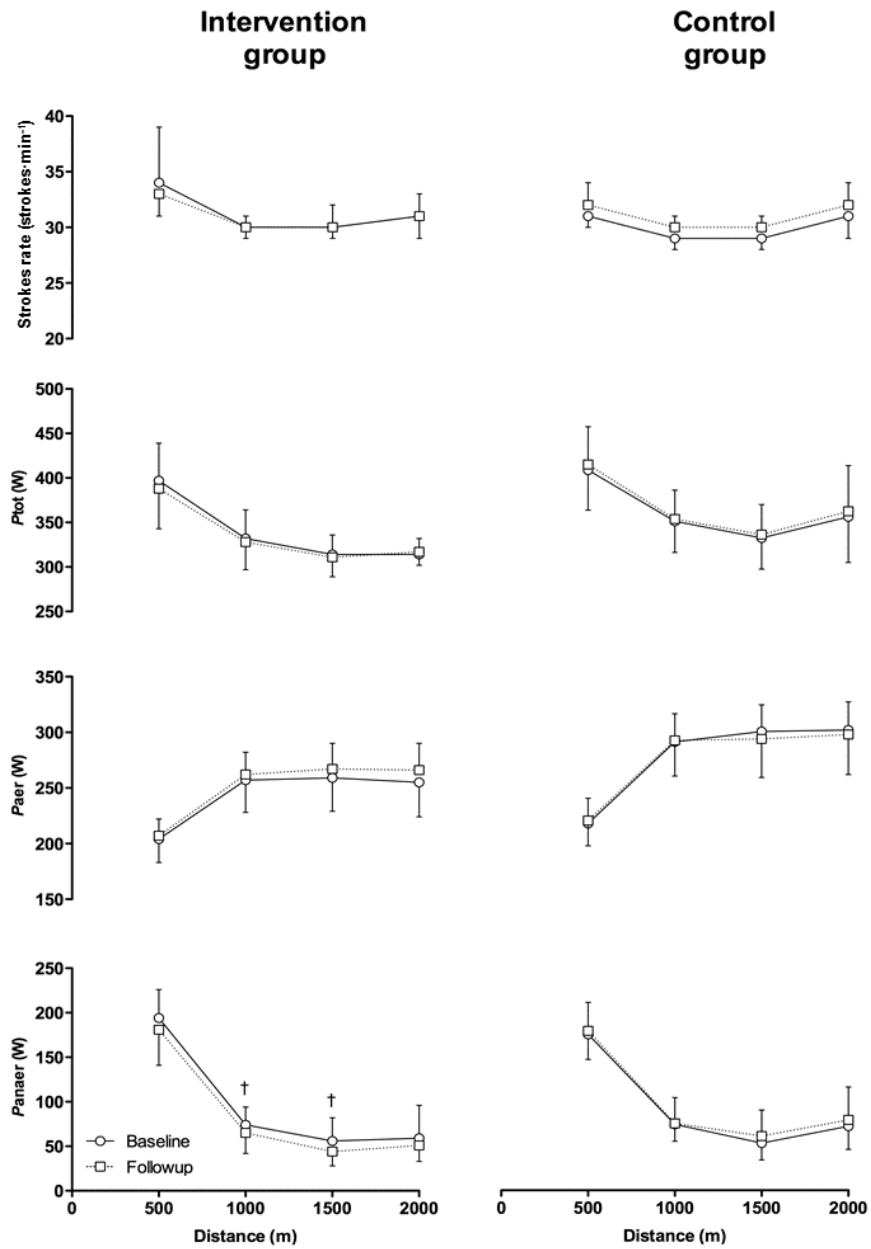 Intervention
group
Control
group
Strokes rate (strokes·min⁻¹)
40
35
30
25
20
Ptot (W)
500
450
400
350
300
250
Paer (W)
350
300
250
200
150
Panaer (W)
250
200
150
100
50
0
†
†
Baseline
Followup
0 500 1000 1500 2000
Distance (m)
0 500 1000 1500 2000
Distance (m)